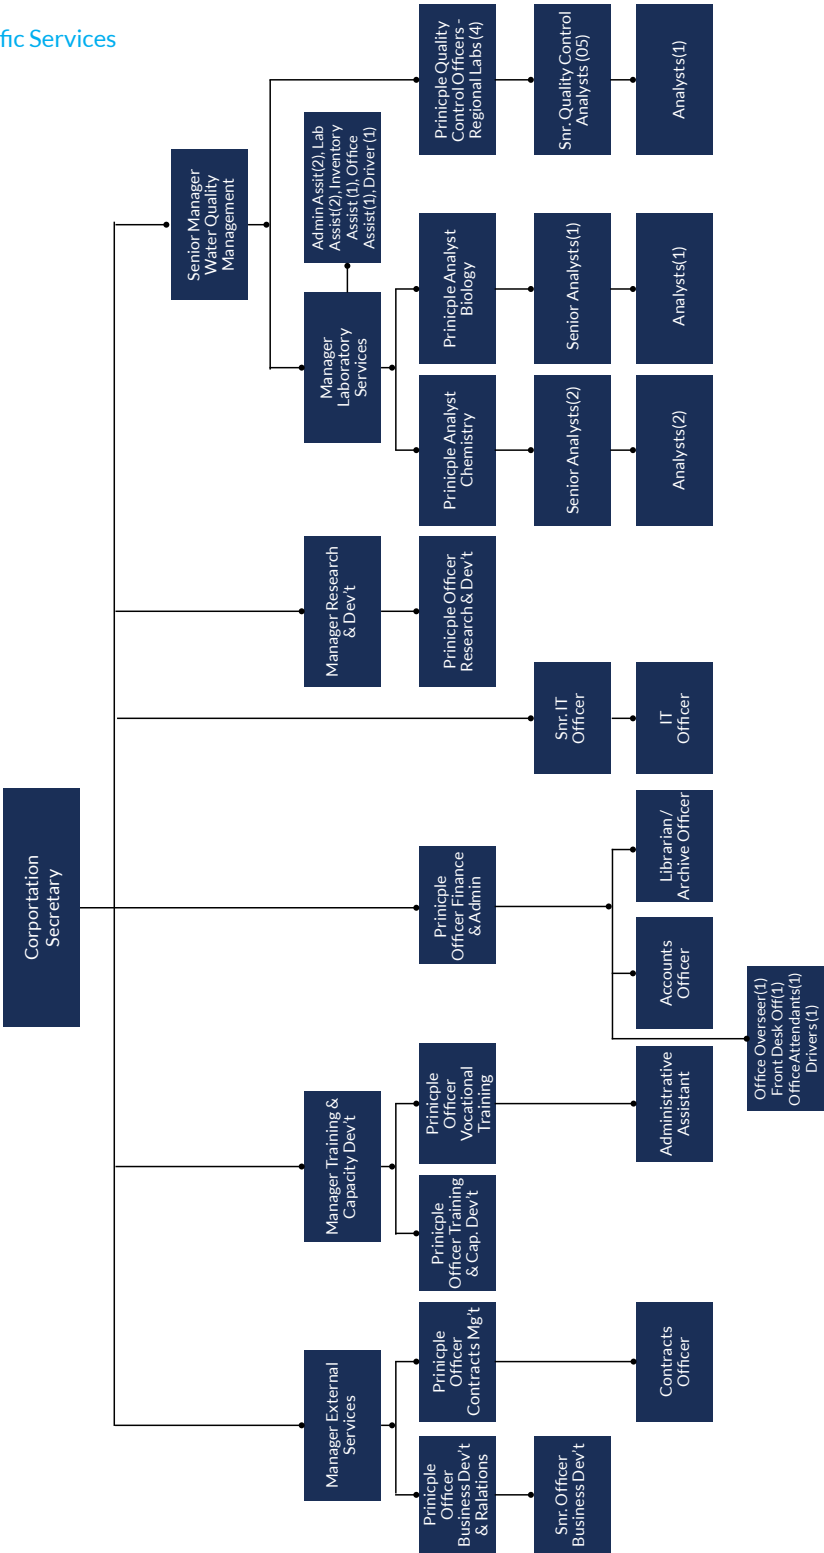 fic Services
Corportation
Secretary
Manager External
Services
Prinicple
Officer
Business Dev't
& Ralations
Snr. Officer
Business Dev't
Prinicple
Officer
Contracts Mg't
Contracts
Officer
Manager Training &
Capacity Dev't
Prinicple
Officer Training
& Cap. Dev't
Prinicple
Officer
Vocational
Training
Administrative
Assistant
Prinicple
Officer Finance
& Admin
Office Overseer(1)
Front Desk Off(1)
Office Attendants(1)
Drivers (1)
Accounts
Officer
Librarian /
Archive Officer
Snr. IT
Officer
IT
Officer
Manager Research
& Dev't
Prinicple Officer
Research & Dev't
Senior Manager
Water Quality
Management
Manager
Laboratory
Services
Admin Assit(2), Lab
Assist(2), Inventory
Assist (1), Office
Assist(1), Driver (1)
Prinicple Analyst
Chemistry
Senior Analysts(2)
Analysts(2)
Prinicple Analyst
Biology
Senior Analysts(1)
Analysts(1)
Prinicple Quality
Control Officers -
Regional Labs (4)
Snr. Quality Control
Analysts (05)
Analysts(1)